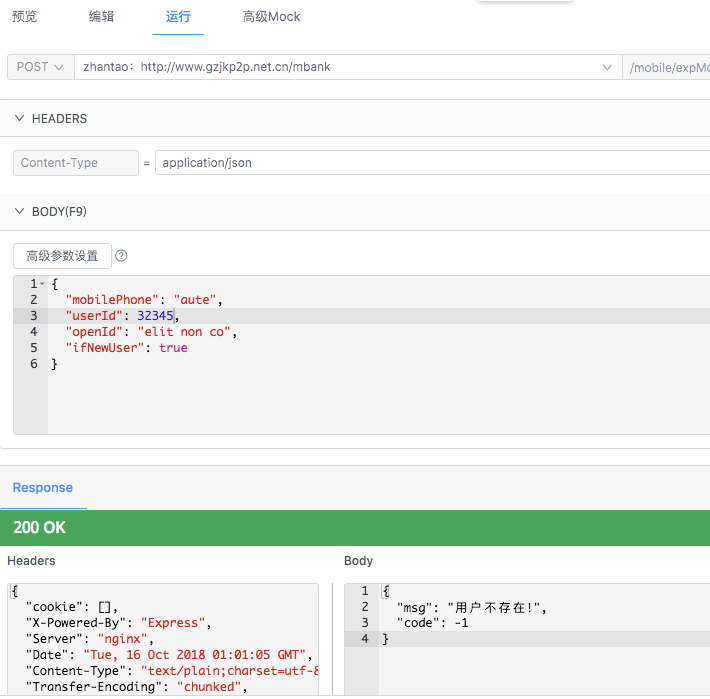 预览 编辑 运行 高级Mock
POST zhantao：http://www.gzjkp2p.net.cn/mbank /mobile/expMo
HEADERS
Content-Type = application/json
BODY(F9)
高级参数设置 ?
1 {
2 "mobilePhone": "aute",
3 "userId": 32345,
4 "openId": "elit non co",
5 "ifNewUser": true
6 }
Response
200 OK
Headers
{
"cookie": [],
"X-Powered-By": "Express",
"Server": "nginx",
"Date": "Tue, 16 Oct 2018 01:01:05 GMT",
"Content-Type": "text/plain;charset=utf-8
"Transfer-Encoding": "chunked",
Body
1 {
2 "msg": "用户不存在!",
3 "code": -1
4 }